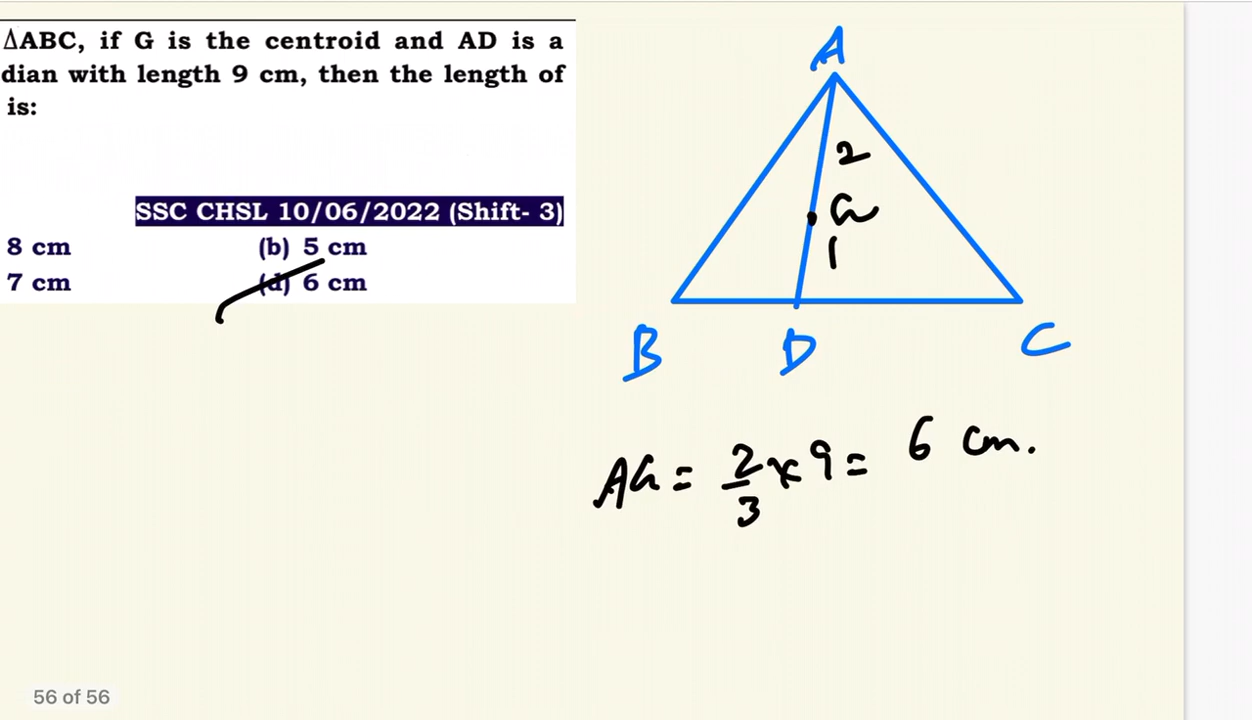 ΔABC, if G is the centroid and AD is a
dian with length 9 cm, then the length of
is:
SSC CHSL 10/06/2022 (Shift- 3)
8 cm (b) 5 cm
7 cm (d) 6 cm
A
2
G
1
B D C
AG = 2/3 x 9 = 6 cm.
56 of 56